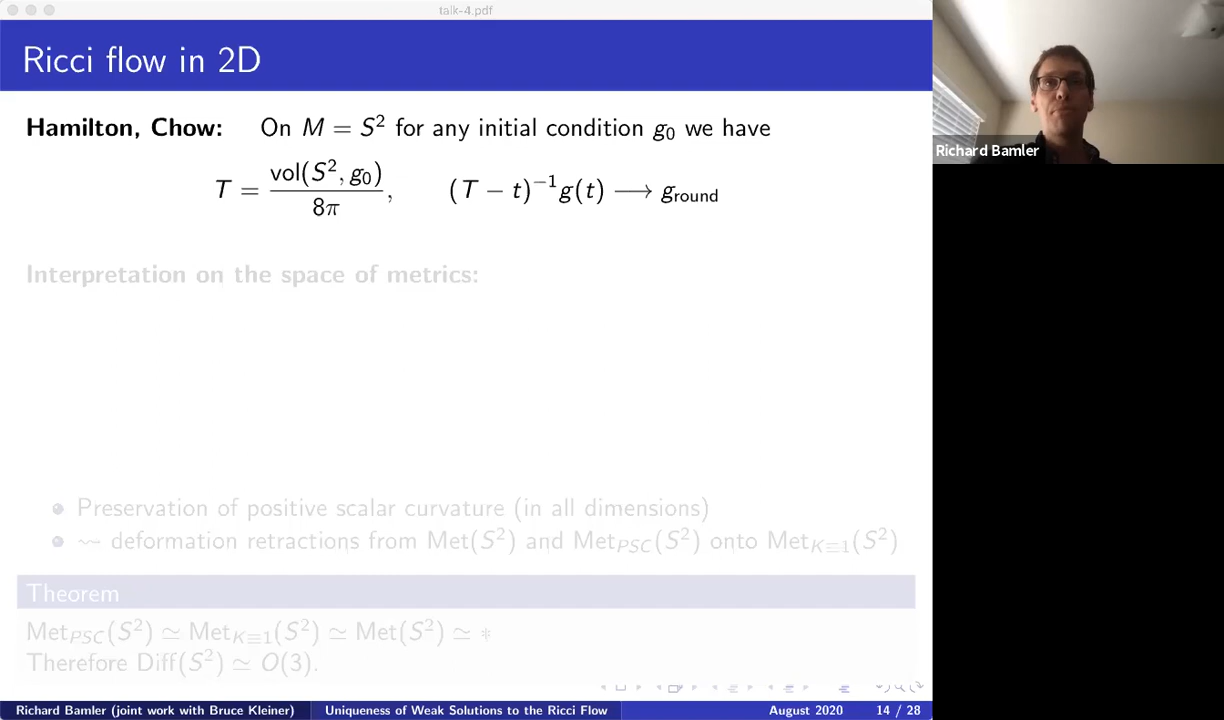 talk-4.pdf
Ricci flow in 2D
Hamilton, Chow: On M = S² for any initial condition g₀ we have
T = vol(S², g₀) / 8π, (T − t)⁻¹g(t) ⟶ g_round
Interpretation on the space of metrics:
Preservation of positive scalar curvature (in all dimensions)
⇝ deformation retractions from Met(S²) and Met_PSC(S²) onto Met_K≡1(S²)
Theorem
Met_PSC(S²) ≃ Met_K≡1(S²) ≃ Met(S²) ≃ *
Therefore Diff(S²) ≃ O(3).
Richard Bamler (joint work with Bruce Kleiner) Uniqueness of Weak Solutions to the Ricci Flow August 2020 14 / 28
Richard Bamler